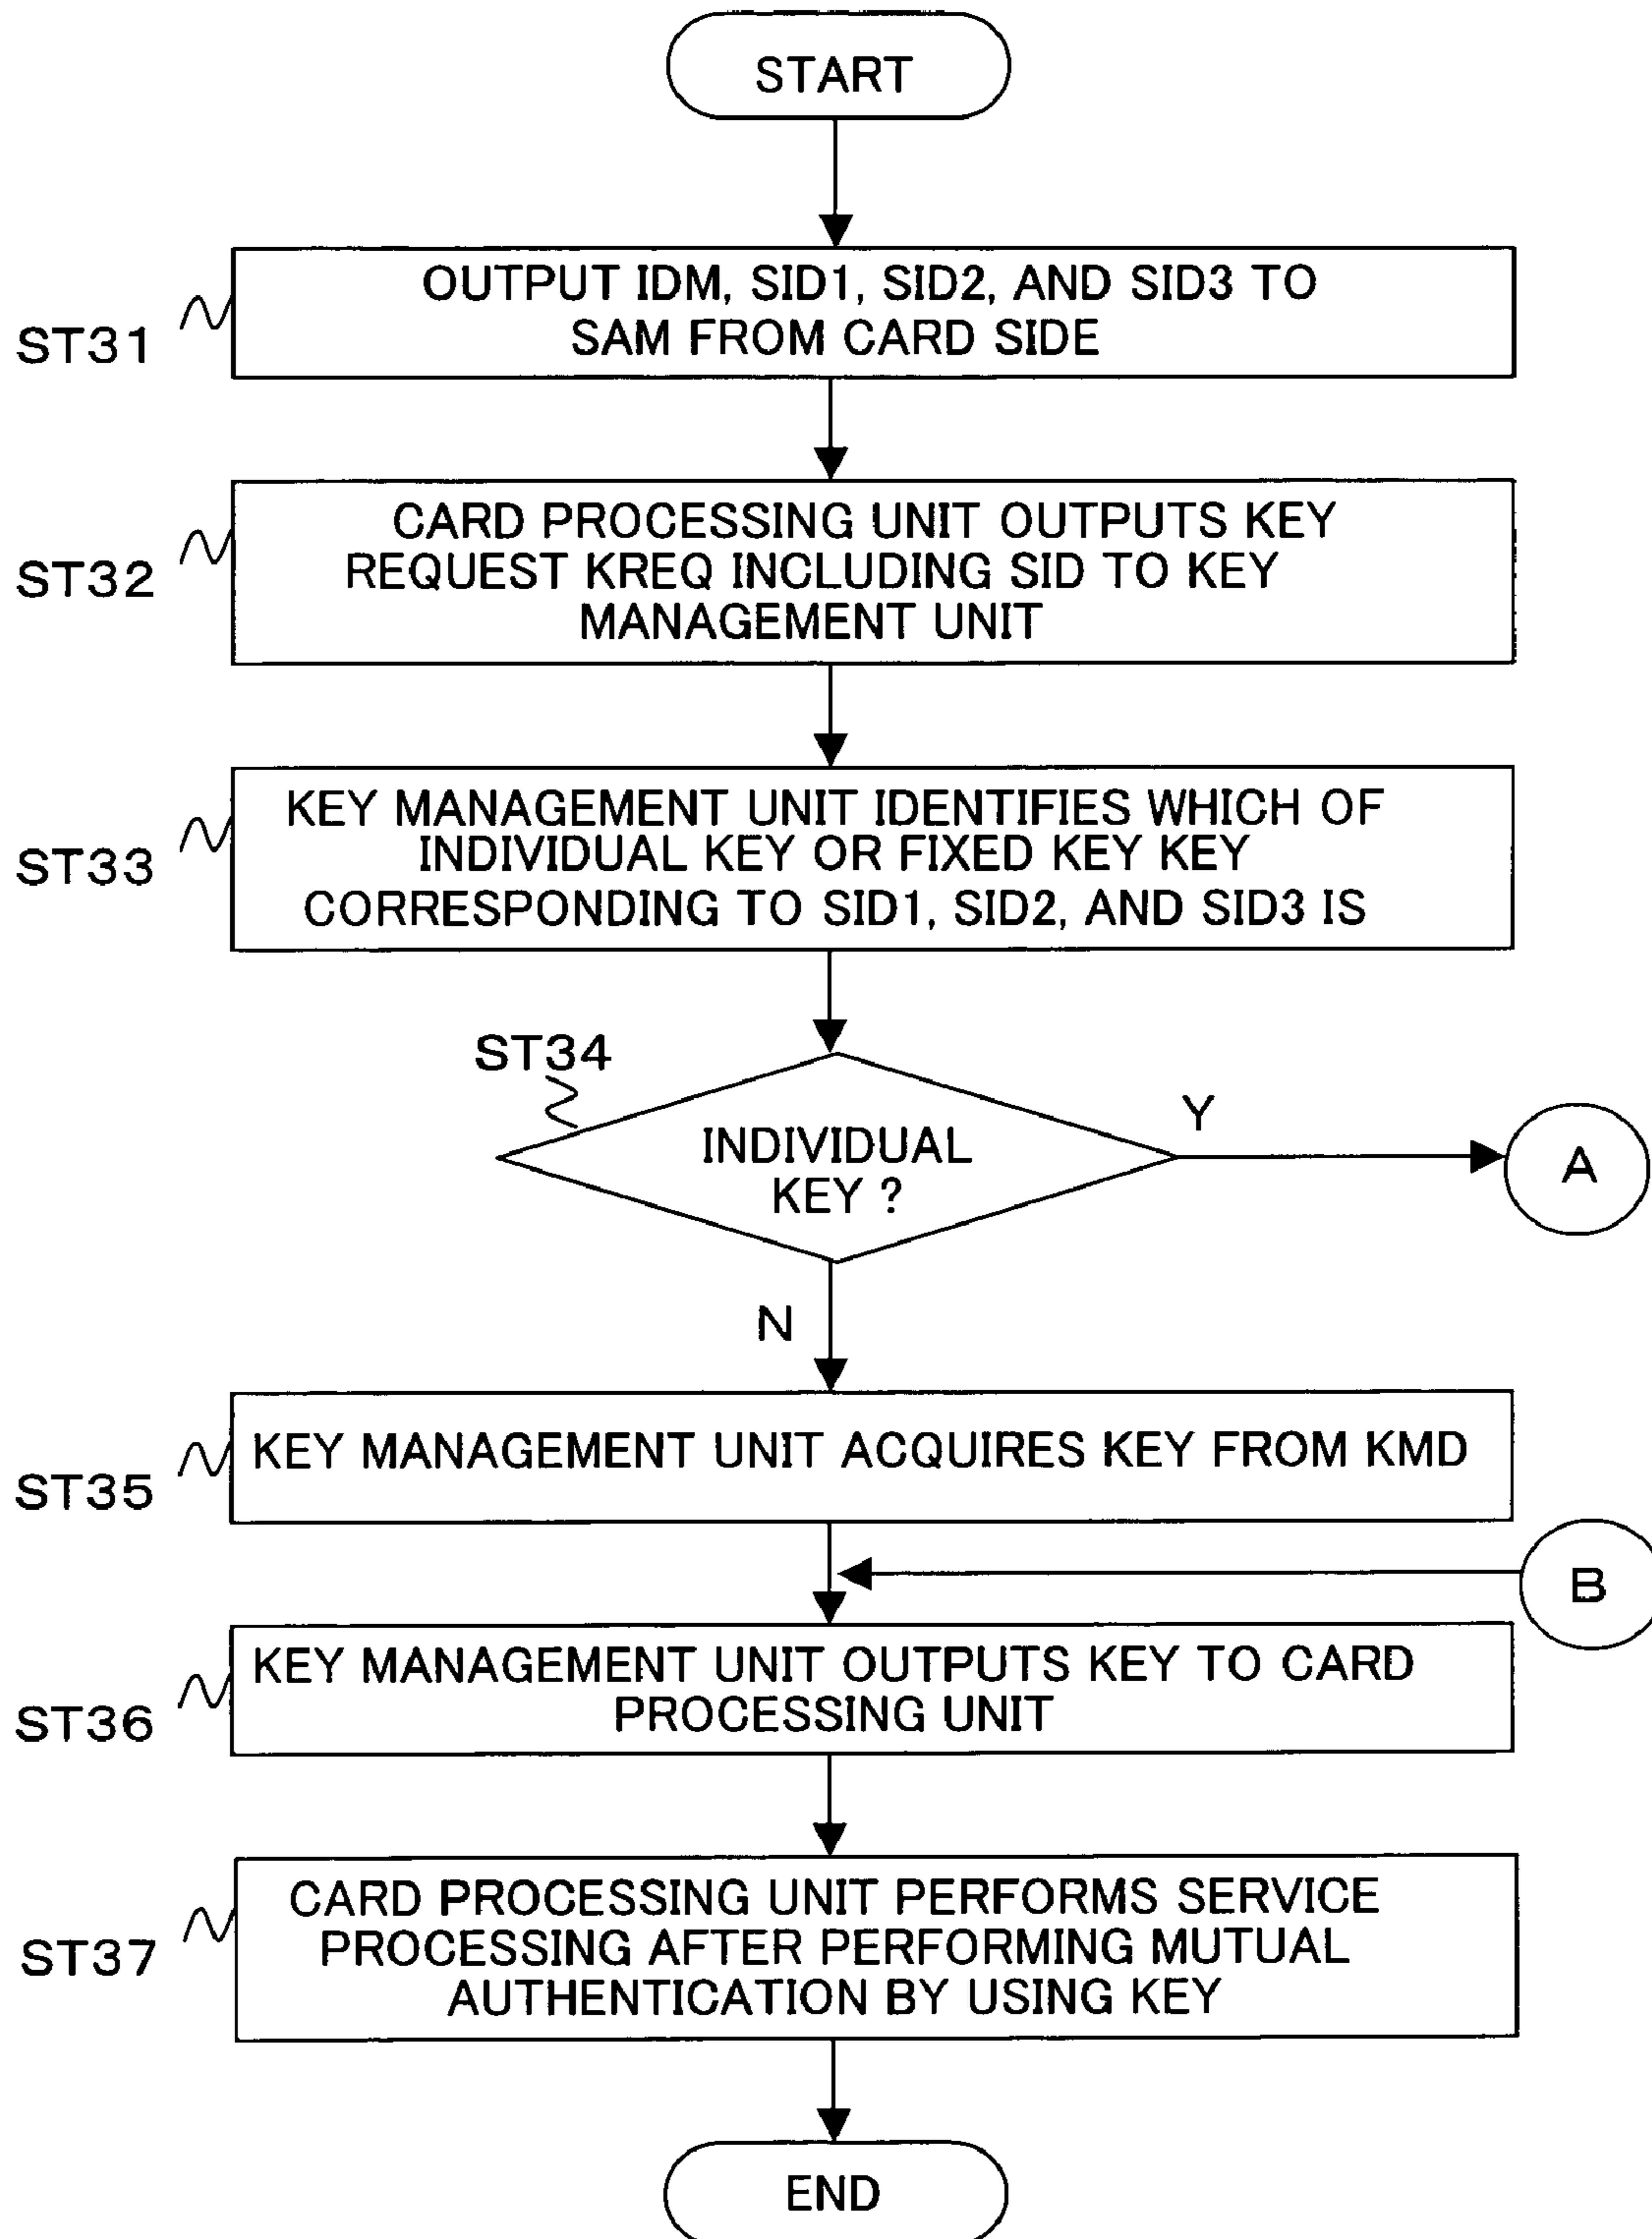 START
ST31
OUTPUT IDM, SID1, SID2, AND SID3 TO
SAM FROM CARD SIDE
ST32
CARD PROCESSING UNIT OUTPUTS KEY
REQUEST KREQ INCLUDING SID TO KEY
MANAGEMENT UNIT
ST33
KEY MANAGEMENT UNIT IDENTIFIES WHICH OF
INDIVIDUAL KEY OR FIXED KEY KEY
CORRESPONDING TO SID1, SID2, AND SID3 IS
ST34
INDIVIDUAL
KEY ?
Y
A
N
ST35
KEY MANAGEMENT UNIT ACQUIRES KEY FROM KMD
B
ST36
KEY MANAGEMENT UNIT OUTPUTS KEY TO CARD
PROCESSING UNIT
ST37
CARD PROCESSING UNIT PERFORMS SERVICE
PROCESSING AFTER PERFORMING MUTUAL
AUTHENTICATION BY USING KEY
END